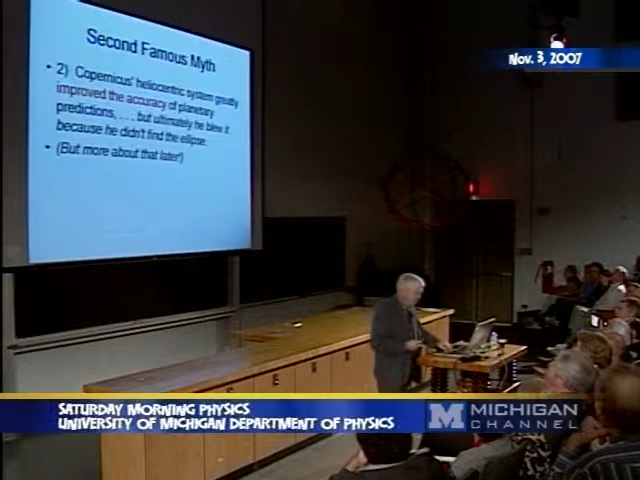 Second Famous Myth
• 2) Copernicus' heliocentric system greatly
improved the accuracy of planetary
predictions, . . . but ultimately he blew it
because he didn't find the ellipse.
• (But more about that later!)
Nov. 3, 2007
SATURDAY MORNING PHYSICS
UNIVERSITY OF MICHIGAN DEPARTMENT OF PHYSICS
M MICHIGAN
CHANNEL